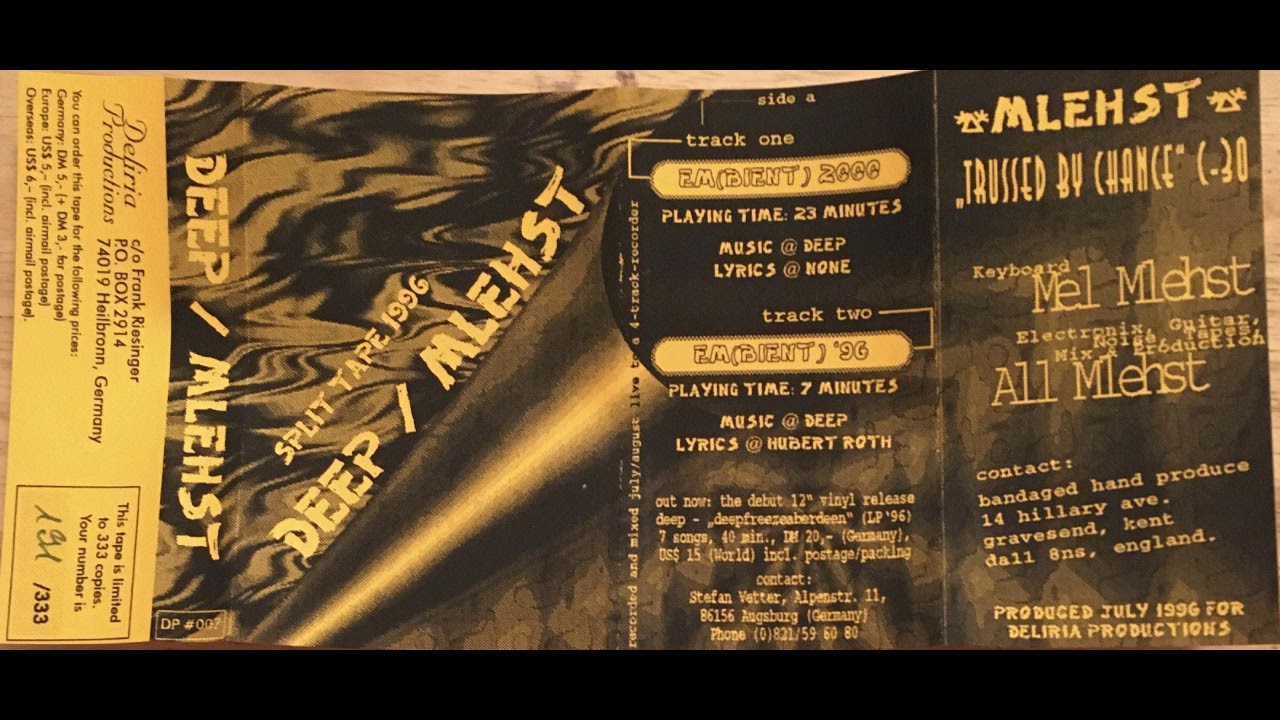 You can order this tape for the following prices:
Germany: DM 5,- (+ DM 3,- for postage)
Europe: US$ 5,- (incl. airmail postage)
Overseas: US$ 6,- (incl. airmail postage).
Deliria
Productions
c/o Frank Riesinger
P.O. BOX 2914
74019 Heilbronn, Germany
This tape is limited
to 333 copies.
Your number is
191 /333
DEEP / MLEHST
DP # 007
SPLIT TAPE 1996
DEEP / MLEHST
recorded and mixed july/august live to a 4-track-recorder
side a
track one
EM(BIENT) 2000
PLAYING TIME: 23 MINUTES
MUSIC @ DEEP
LYRICS @ NONE
track two
EM(BIENT) '96
PLAYING TIME: 7 MINUTES
MUSIC @ DEEP
LYRICS @ HUBERT ROTH
out now: the debut 12" vinyl release
deep - „deepfreezeaberdeen" (LP'96)
7 songs, 40 min., DM 20,- (Germany),
US$ 15 (World) incl. postage/packing
contact:
Stefan Vetter, Alpenstr. 11,
86156 Augsburg (Germany)
Phone (0)821/59 60 80
MLEHST
„TRUSSED BY CHANCE" C-30
Keyboard
Mel Mlehst
Electronix, Guitar,
Noise, Tapes,
Mix & Production
All Mlehst
contact:
bandaged hand produce
14 hillary ave.
gravesend, kent
da11 8ns, england.
PRODUCED JULY 1996 FOR
DELIRIA PRODUCTIONS